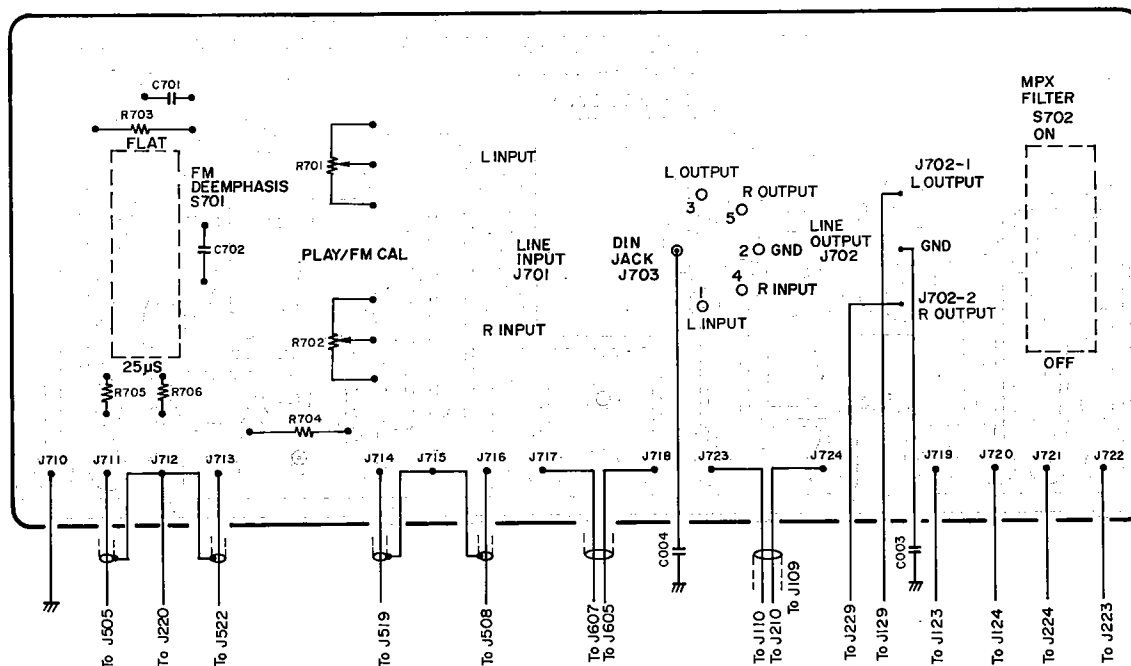 C701
R703
FLAT
FM
DEEMPHASIS
S701
C702
25µS
R705
R706
R704
R701
PLAY/FM CAL
R702
L INPUT
LINE
INPUT
J701
R INPUT
DIN
JACK
J703
L OUTPUT
3
R OUTPUT
5
2 GND
4
R INPUT
1
L INPUT
LINE
OUTPUT
J702
J702-1
L OUTPUT
GND
J702-2
R OUTPUT
MPX
FILTER
S702
ON
OFF
J710
J711
J712
J713
J714
J715
J716
J717
J718
J723
J724
J719
J720
J721
J722
C004
C003
To J505
To J220
To J522
To J519
To J508
To J607
To J605
To J110
To J210
To J109
To J229
To J129
To J123
To J124
To J224
To J223